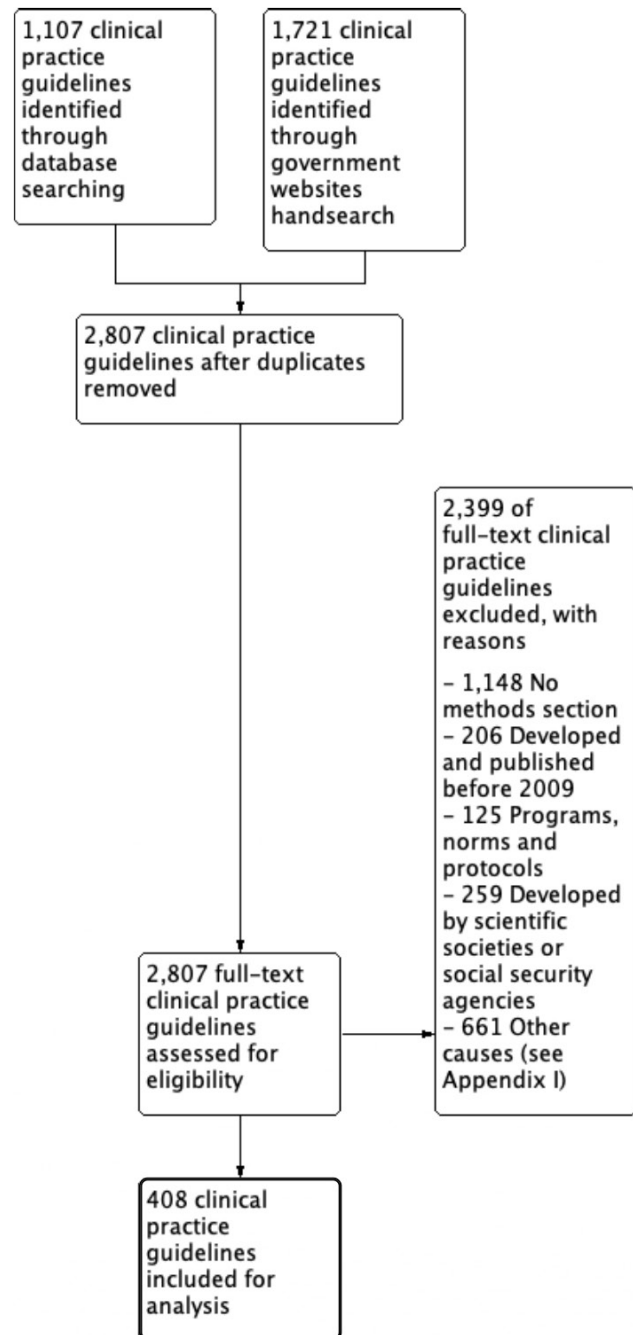 1,107 clinical
practice
guidelines
identified
through
database
searching
1,721 clinical
practice
guidelines
identified
through
government
websites
handsearch
2,807 clinical practice
guidelines after duplicates
removed
2,399 of
full-text clinical
practice
guidelines
excluded, with
reasons
- 1,148 No
methods section
- 206 Developed
and published
before 2009
- 125 Programs,
norms and
protocols
- 259 Developed
by scientific
societies or
social security
agencies
- 661 Other
causes (see
Appendix I)
2,807 full-text
clinical practice
guidelines
assessed for
eligibility
408 clinical
practice
guidelines
included for
analysis